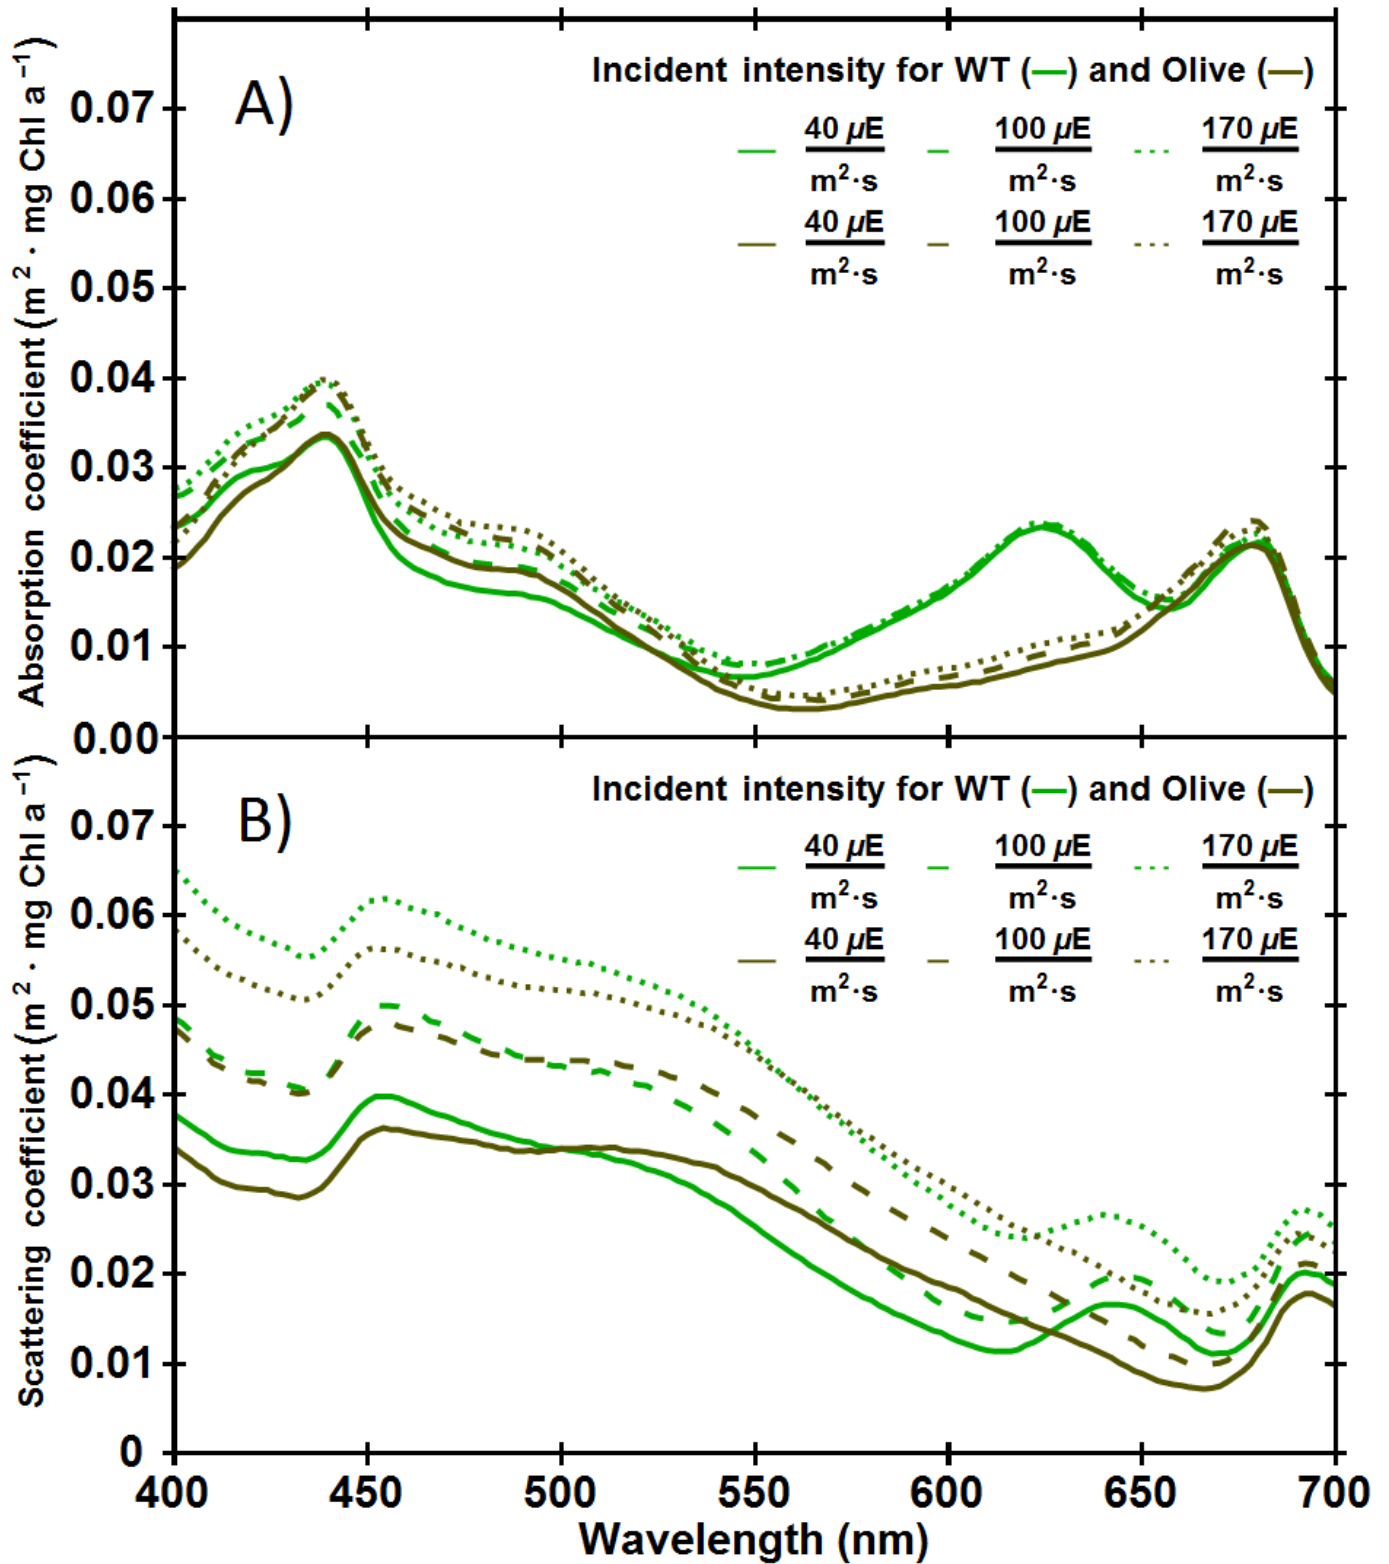 A)
Incident intensity for WT (—) and Olive (—)
40 µE 100 µE 170 µE
m²·s m²·s m²·s
40 µE 100 µE 170 µE
m²·s m²·s m²·s
Absorption coefficient (m² · mg Chl a⁻¹)
0.07
0.06
0.05
0.04
0.03
0.02
0.01
0.00
B)
Incident intensity for WT (—) and Olive (—)
40 µE 100 µE 170 µE
m²·s m²·s m²·s
40 µE 100 µE 170 µE
m²·s m²·s m²·s
Scattering coefficient (m² · mg Chl a⁻¹)
0.07
0.06
0.05
0.04
0.03
0.02
0.01
0
400 450 500 550 600 650 700
Wavelength (nm)